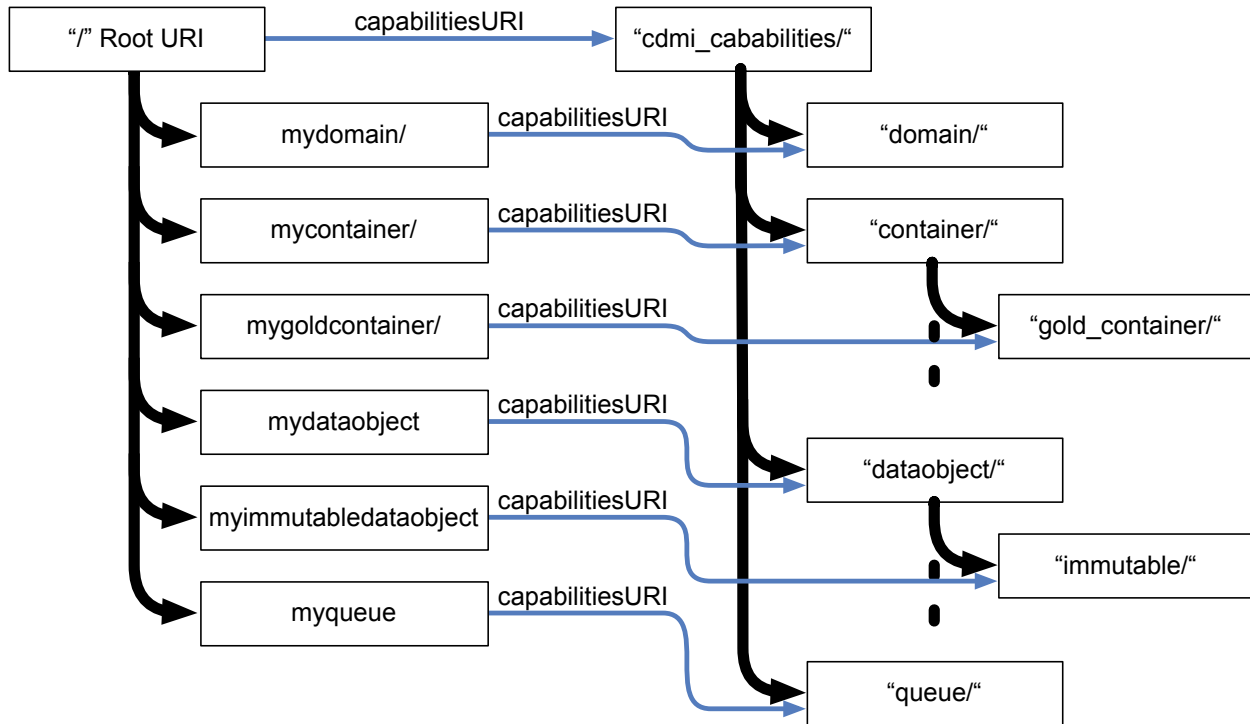 “/” Root URI
capabilitiesURI
“cdmi_cababilities/“
mydomain/
capabilitiesURI
“domain/“
mycontainer/
capabilitiesURI
“container/“
mygoldcontainer/
capabilitiesURI
“gold_container/“
mydataobject
capabilitiesURI
“dataobject/“
myimmutabledataobject
capabilitiesURI
“immutable/“
myqueue
capabilitiesURI
“queue/“